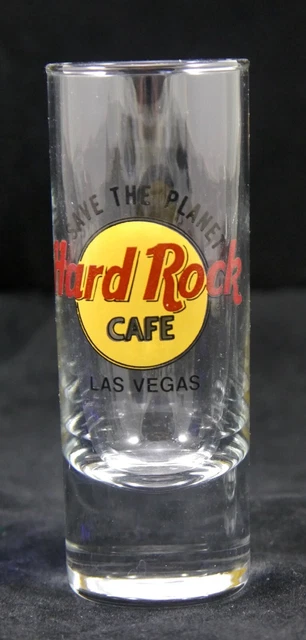 SAVE THE PLANET
Hard Rock
CAFE
LAS VEGAS